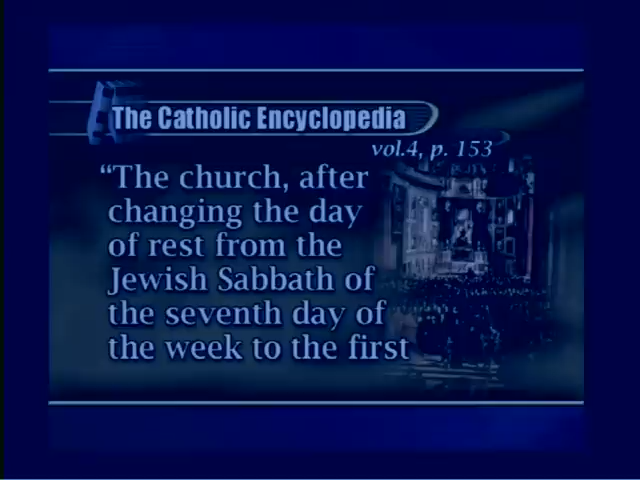 The Catholic Encyclopedia
vol.4, p. 153
“The church, after
changing the day
of rest from the
Jewish Sabbath of
the seventh day of
the week to the first